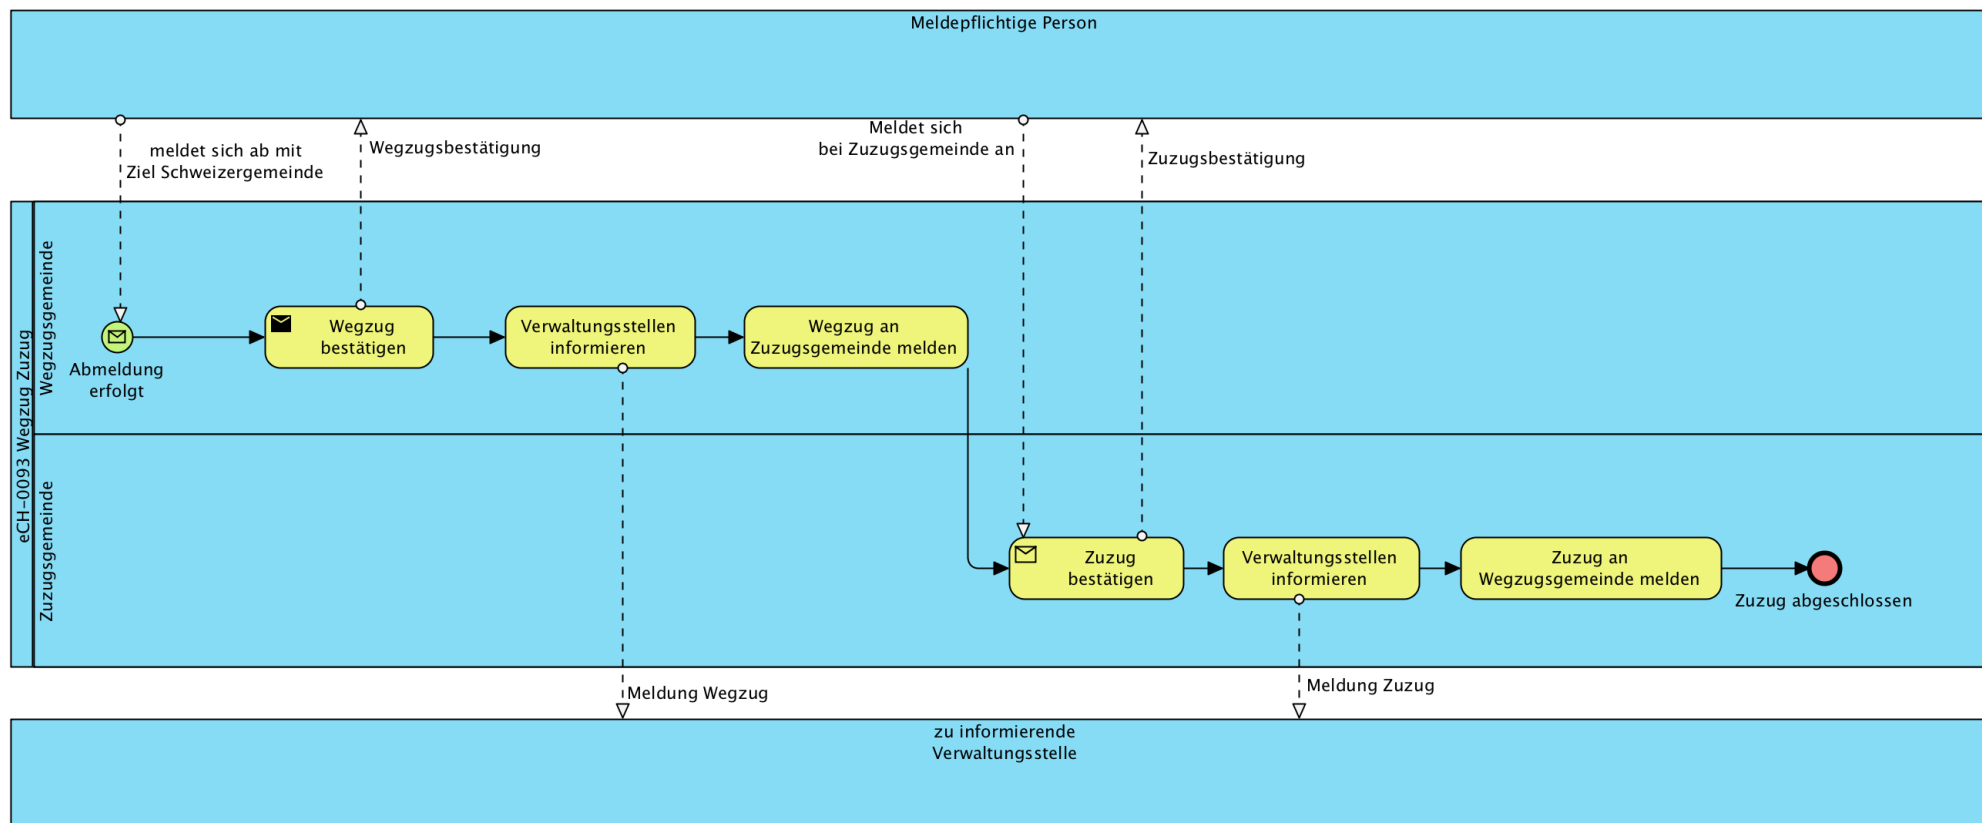 Meldepflichtige Person
meldet sich ab mit
Ziel Schweizergemeinde
Wegzugsbestätigung
Meldet sich
bei Zuzugsgemeinde an
Zuzugsbestätigung
eCH-0093 Wegzug Zuzug
Wegzugsgemeinde
Abmeldung
erfolgt
Wegzug
bestätigen
Verwaltungsstellen
informieren
Wegzug an
Zuzugsgemeinde melden
Zuzugsgemeinde
Zuzug
bestätigen
Verwaltungsstellen
informieren
Zuzug an
Wegzugsgemeinde melden
Zuzug abgeschlossen
Meldung Wegzug
Meldung Zuzug
zu informierende
Verwaltungsstelle